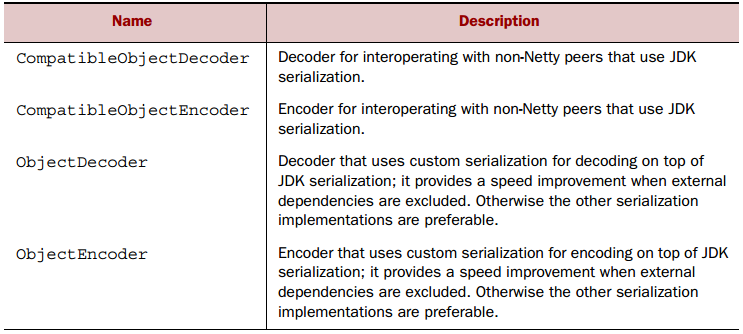 Name Description
CompatibleObjectDecoder Decoder for interoperating with non-Netty peers that use JDK
serialization.
CompatibleObjectEncoder Encoder for interoperating with non-Netty peers that use JDK
serialization.
ObjectDecoder Decoder that uses custom serialization for decoding on top of
JDK serialization; it provides a speed improvement when external
dependencies are excluded. Otherwise the other serialization
implementations are preferable.
ObjectEncoder Encoder that uses custom serialization for encoding on top of JDK
serialization; it provides a speed improvement when external
dependencies are excluded. Otherwise the other serialization
implementations are preferable.